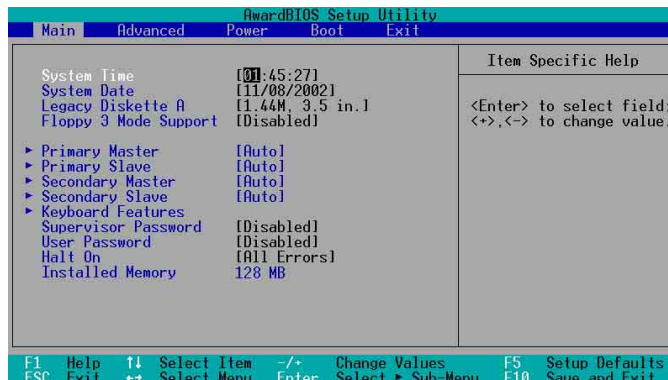 AwardBIOS Setup Utility
Main Advanced Power Boot Exit
Item Specific Help
System Time [01:45:27]
System Date [11/08/2002]
Legacy Diskette A [1.44M, 3.5 in.]
Floppy 3 Mode Support [Disabled]
<Enter> to select field;
<+>,<-> to change value.
▶ Primary Master [Auto]
▶ Primary Slave [Auto]
▶ Secondary Master [Auto]
▶ Secondary Slave [Auto]
▶ Keyboard Features
Supervisor Password [Disabled]
User Password [Disabled]
Halt On [All Errors]
Installed Memory 128 MB
F1 Help ↑↓ Select Item -/+ Change Values F5 Setup Defaults
ESC Exit ←→ Select Menu Enter Select ▶ Sub-Menu F10 Save and Exit